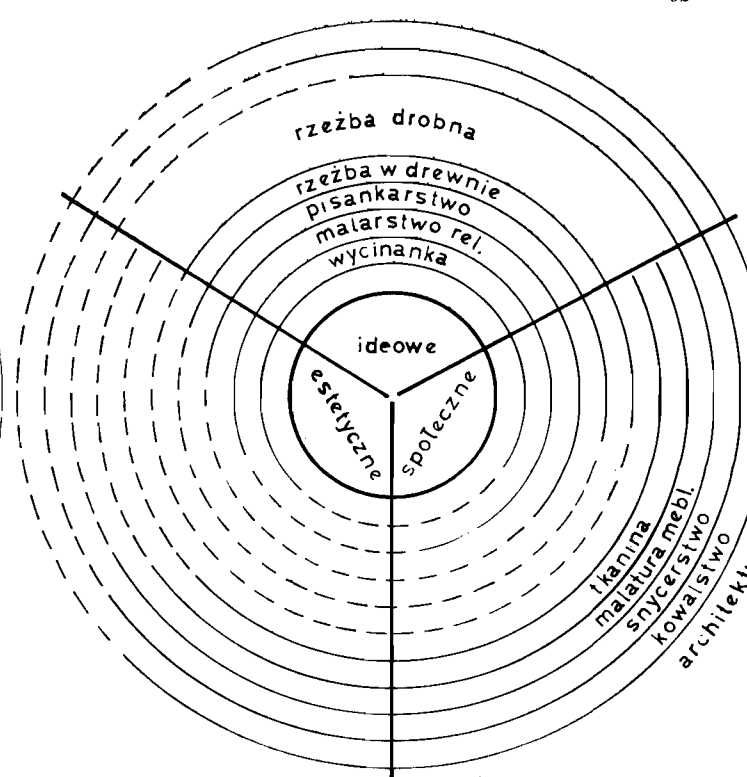 rzeźba drobna
rzeźba w drewnie
pisankarstwo
malarstwo rel.
wycinanka
ideowe
estetyczne
społeczne
tkanina
malatura mebl.
snycerstwo
kowalstwo
architekt